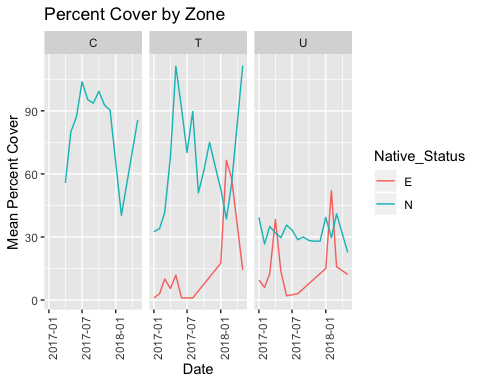 Percent Cover by Zone
C T U
Mean Percent Cover
90
60
30
0
2017-01 2017-07 2018-01 2017-01 2017-07 2018-01 2017-01 2017-07 2018-01
Date
Native_Status
E
N